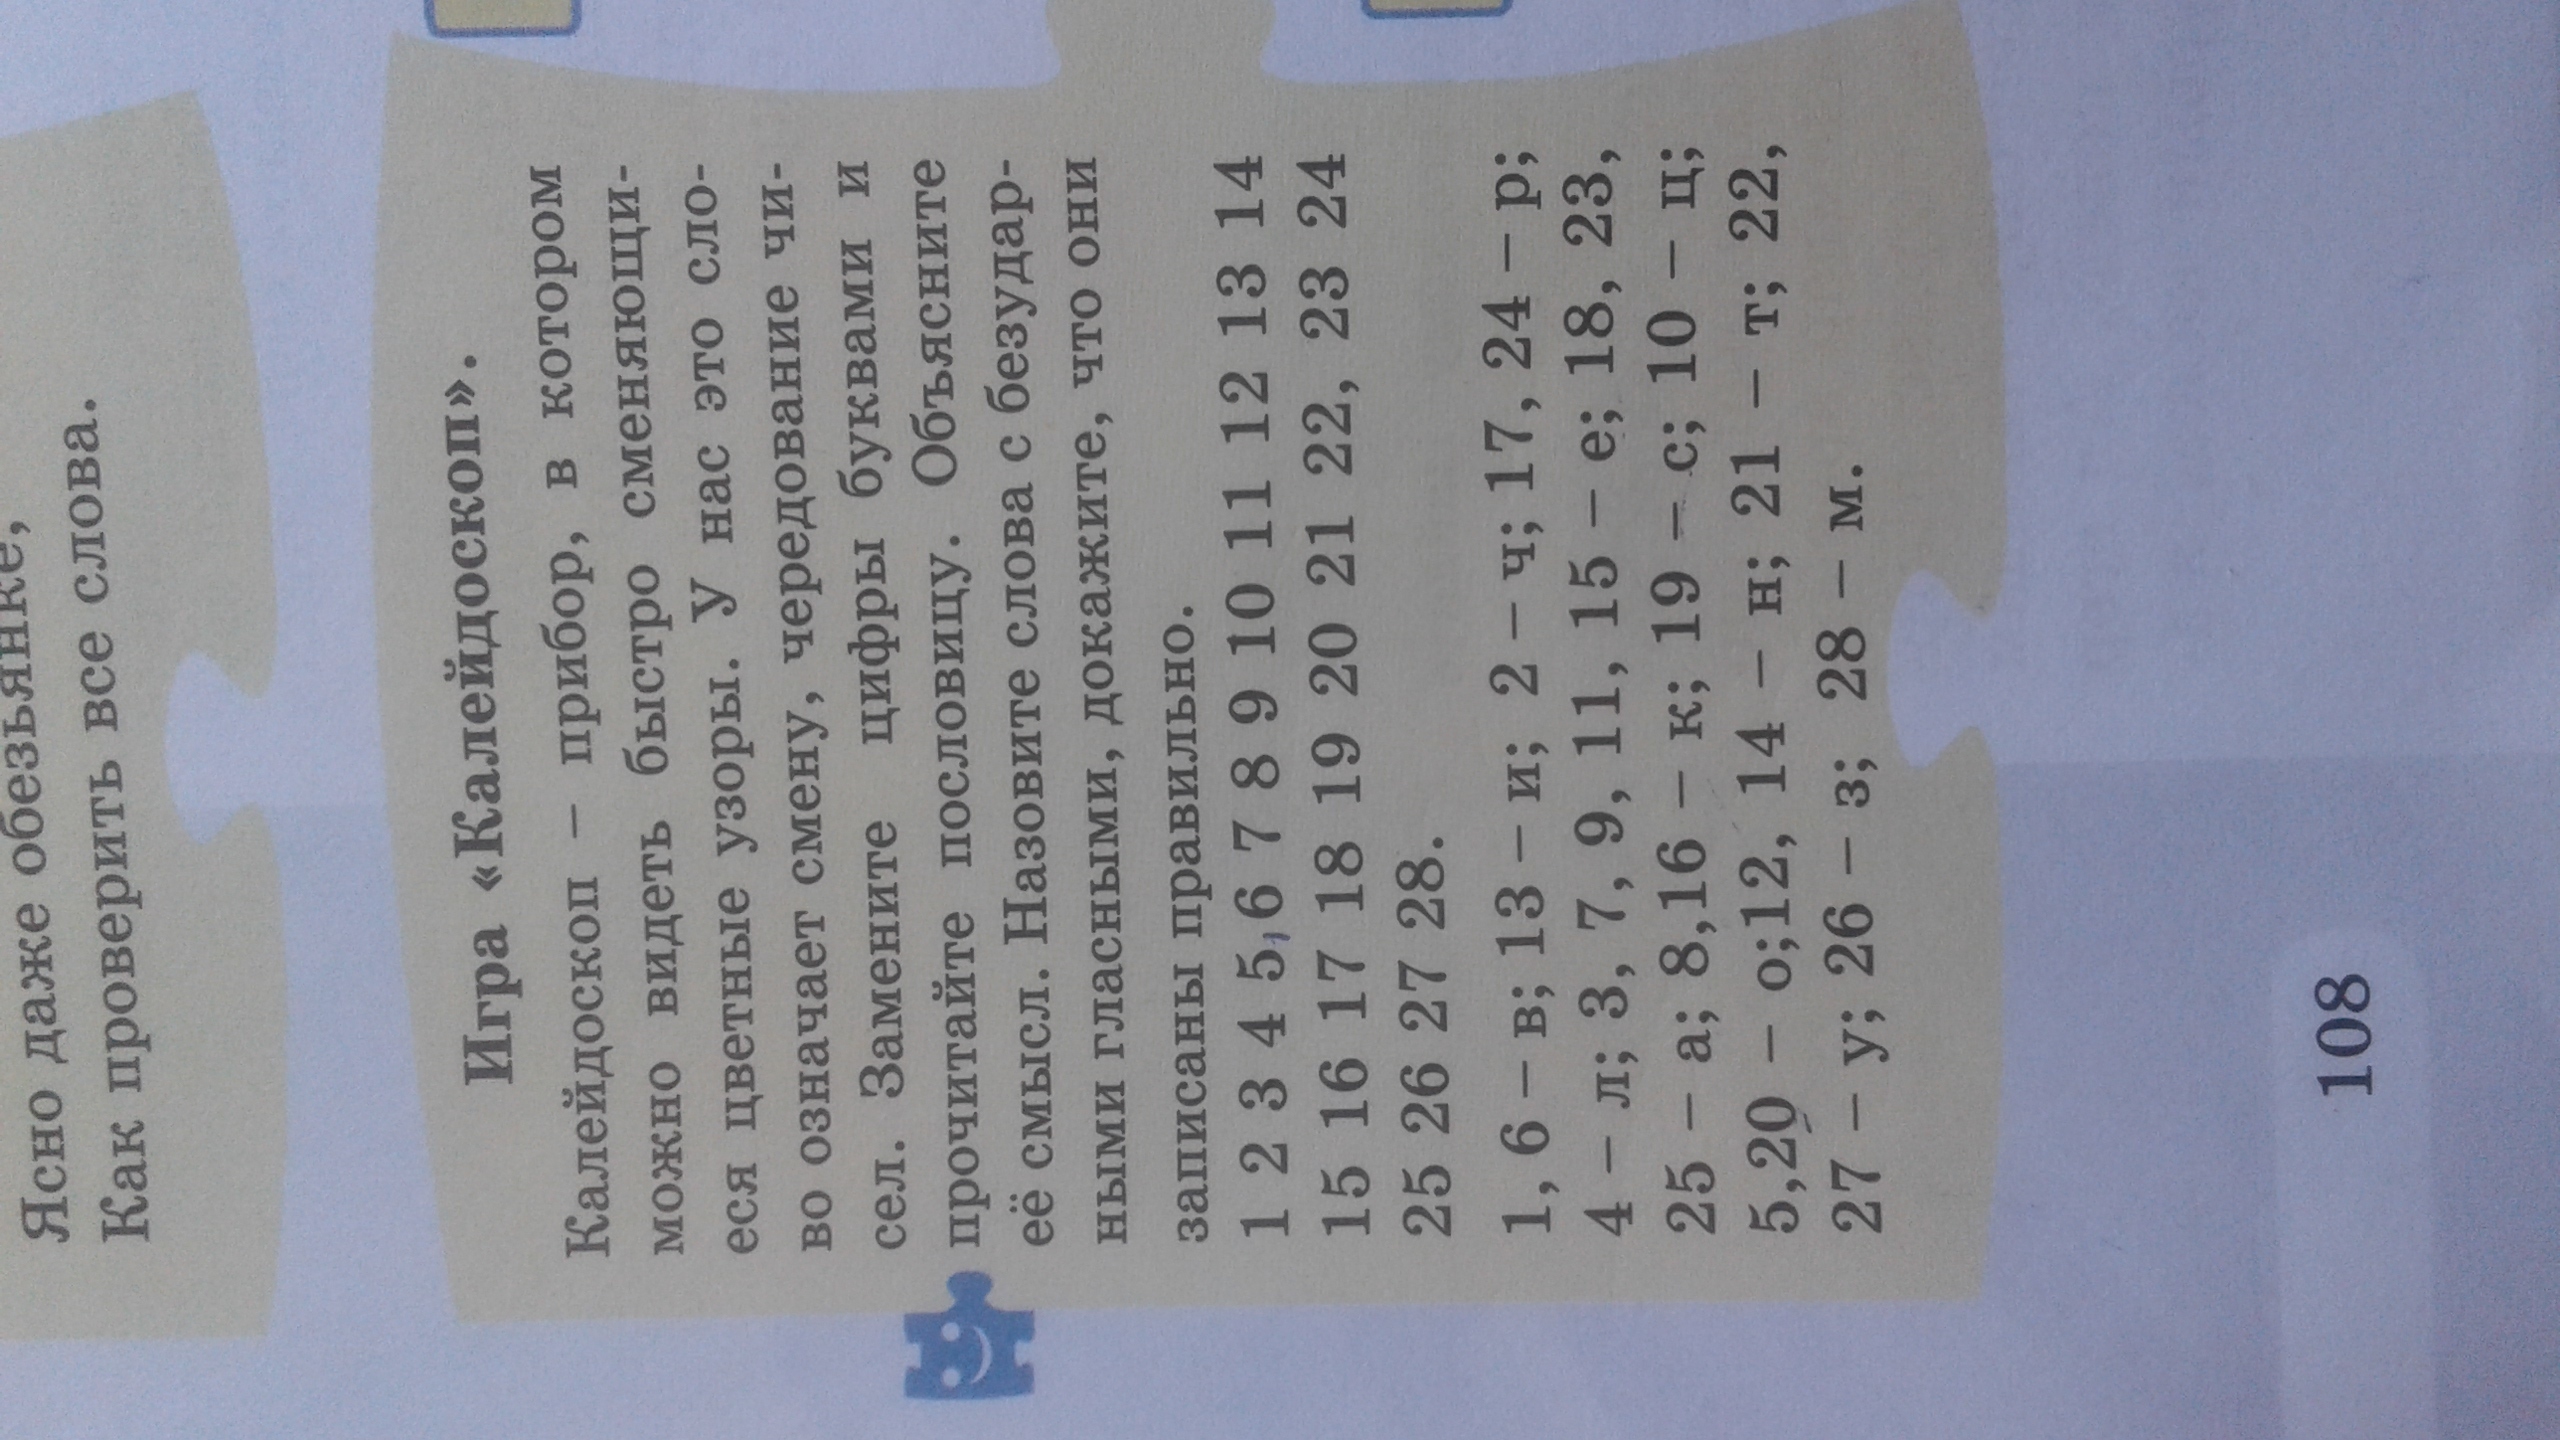 Ясно даже обезьянке,
Как проверить все слова.
Игра «Калейдоскоп».
Калейдоскоп – прибор, в котором
можно видеть быстро сменяющи-
еся цветные узоры. У нас это сло-
во означает смену, чередование чи-
сел. Замените цифры буквами и
прочитайте пословицу. Объясните
её смысл. Назовите слова с безудар-
ными гласными, докажите, что они
записаны правильно.
1 2 3 4 5,6 7 8 9 10 11 12 13 14
15 16 17 18 19 20 21 22, 23 24
25 26 27 28.
1, 6 – в; 13 – и; 2 – ч; 17, 24 – р;
4 – л; 3, 7, 9, 11, 15 – е; 18, 23,
25 – а; 8,16 – к; 19 – с; 10 – ц;
5,20 – о;12, 14 – н; 21 – т; 22,
27 – у; 26 – з; 28 – м.
108